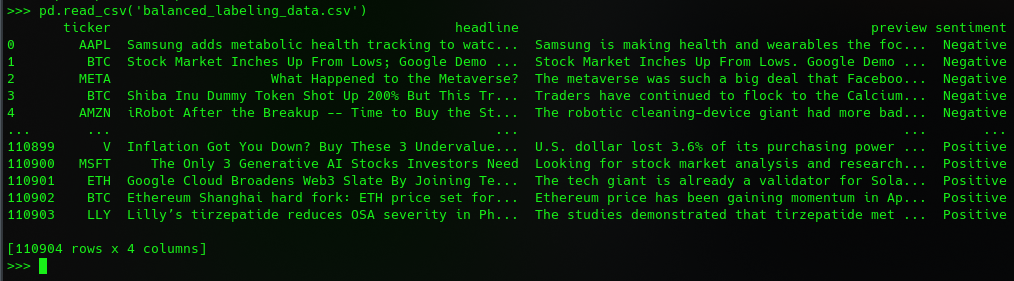 >>> pd.read_csv('balanced_labeling_data.csv')
ticker headline preview sentiment
0 AAPL Samsung adds metabolic health tracking to watc... Samsung is making health and wearables the foc... Negative
1 BTC Stock Market Inches Up From Lows; Google Demo ... Stock Market Inches Up From Lows. Google Demo ... Negative
2 META What Happened to the Metaverse? The metaverse was such a big deal that Faceboo... Negative
3 BTC Shiba Inu Dummy Token Shot Up 200% But This Tr... Traders have continued to flock to the Calcium... Negative
4 AMZN iRobot After the Breakup -- Time to Buy the St... The robotic cleaning-device giant had more bad... Negative
... ... ... ... ...
110899 V Inflation Got You Down? Buy These 3 Undervalue... U.S. dollar lost 3.6% of its purchasing power ... Positive
110900 MSFT The Only 3 Generative AI Stocks Investors Need Looking for stock market analysis and research... Positive
110901 ETH Google Cloud Broadens Web3 Slate By Joining Te... The tech giant is already a validator for Sola... Positive
110902 BTC Ethereum Shanghai hard fork: ETH price set for... Ethereum price has been gaining momentum in Ap... Positive
110903 LLY Lilly’s tirzepatide reduces OSA severity in Ph... The studies demonstrated that tirzepatide met ... Positive
[110904 rows x 4 columns]
>>>